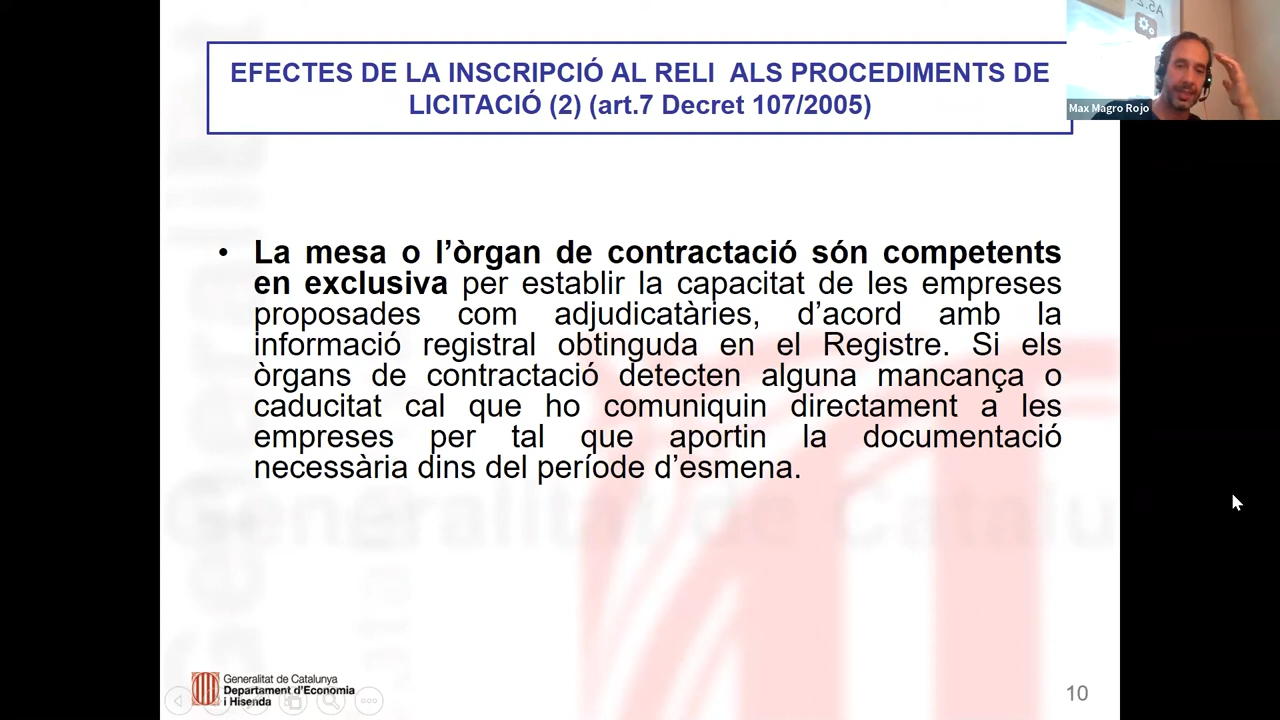 EFECTES DE LA INSCRIPCIÓ AL RELI ALS PROCEDIMENTS DE
LICITACIÓ (2) (art.7 Decret 107/2005)
Max Magro Rojo
• La mesa o l’òrgan de contractació són competents
en exclusiva per establir la capacitat de les empreses
proposades com adjudicatàries, d’acord amb la
informació registral obtinguda en el Registre. Si els
òrgans de contractació detecten alguna mancança o
caducitat cal que ho comuniquin directament a les
empreses per tal que aportin la documentació
necessària dins del període d’esmena.
Generalitat de Catalu
Generalitat de Catalunya
Departament d’Economia
i Hisenda
10